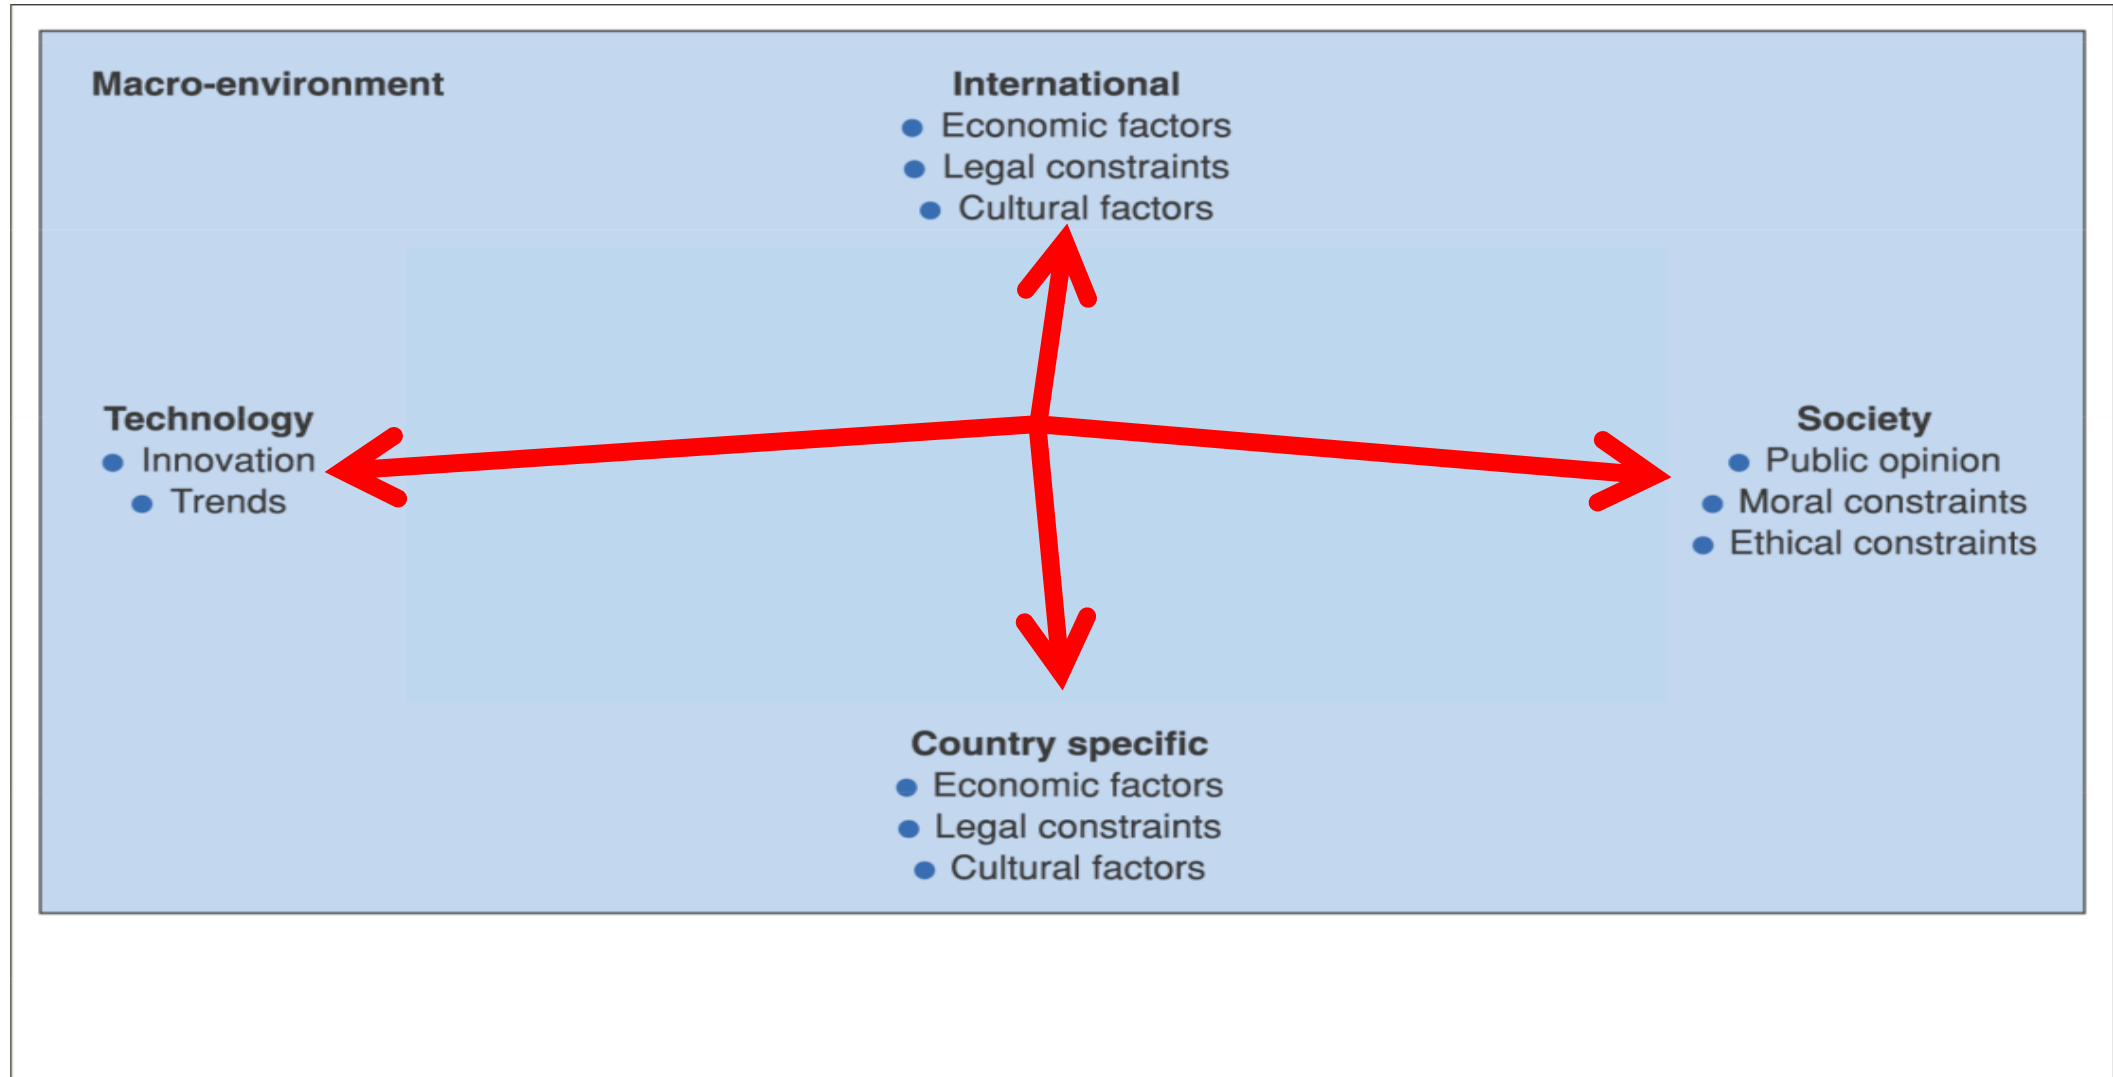 Macro-environment
International
• Economic factors
• Legal constraints
• Cultural factors
Technology
• Innovation
• Trends
Society
• Public opinion
• Moral constraints
• Ethical constraints
Country specific
• Economic factors
• Legal constraints
• Cultural factors